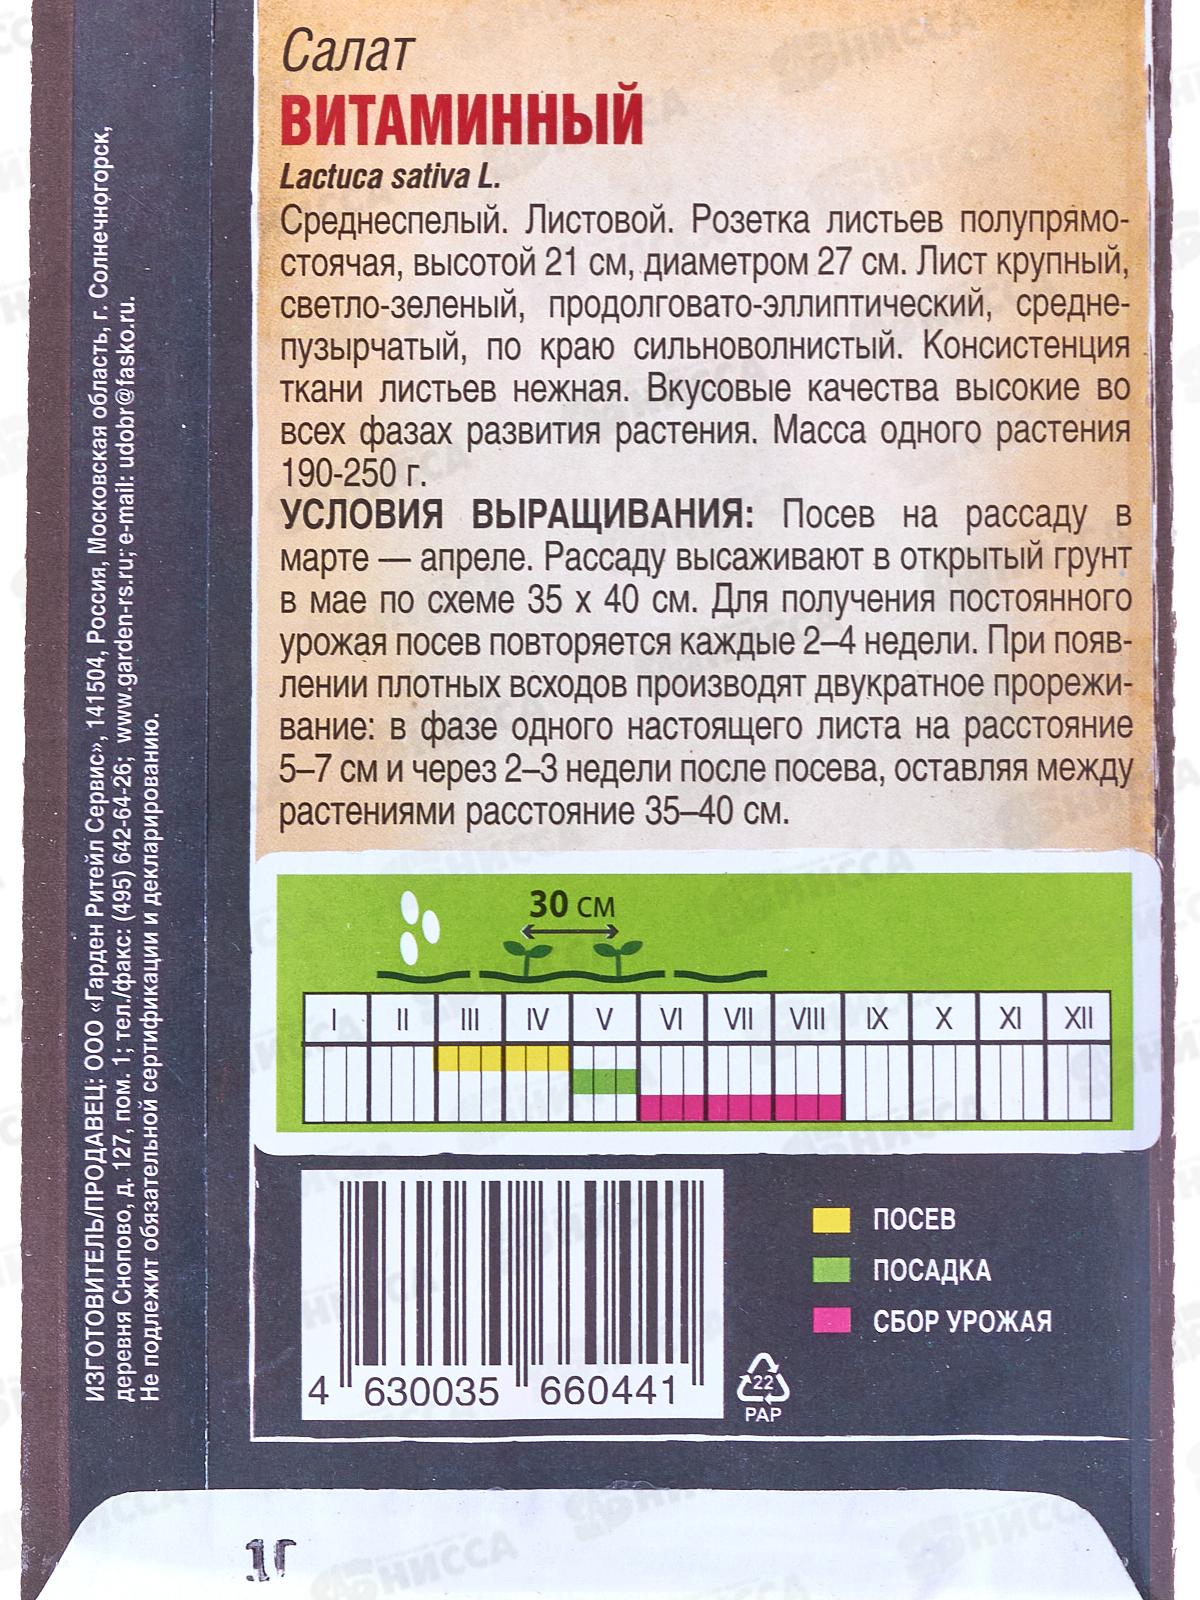 Салат
ВИТАМИННЫЙ
Lactuca sativa L.
Среднеспелый. Листовой. Розетка листьев полупрямо-
стоячая, высотой 21 см, диаметром 27 см. Лист крупный,
светло-зеленый, продолговато-эллиптический, средне-
пузырчатый, по краю сильноволнистый. Консистенция
ткани листьев нежная. Вкусовые качества высокие во
всех фазах развития растения. Масса одного растения
190-250 г.
УСЛОВИЯ ВЫРАЩИВАНИЯ: Посев на рассаду в
марте — апреле. Рассаду высаживают в открытый грунт
в мае по схеме 35 х 40 см. Для получения постоянного
урожая посев повторяется каждые 2–4 недели. При появ-
лении плотных всходов производят двукратное прорежи-
вание: в фазе одного настоящего листа на расстояние
5–7 см и через 2–3 недели после посева, оставляя между
растениями расстояние 35–40 см.
30 СМ
I II III IV V VI VII VIII IX X XI XII
ПОСЕВ
ПОСАДКА
СБОР УРОЖАЯ
4 630035 660441
22
PAP
ИЗГОТОВИТЕЛЬ/ПРОДАВЕЦ: ООО «Гарден Ритейл Сервис», 141504, Россия, Московская область, г. Солнечногорск,
деревня Снопово, д. 127, пом. 1; тел./факс: (495) 642-64-26; www.garden-rs.ru; e-mail: udobr@fasko.ru.
Не подлежит обязательной сертификации и декларированию.
1Г
НИССА